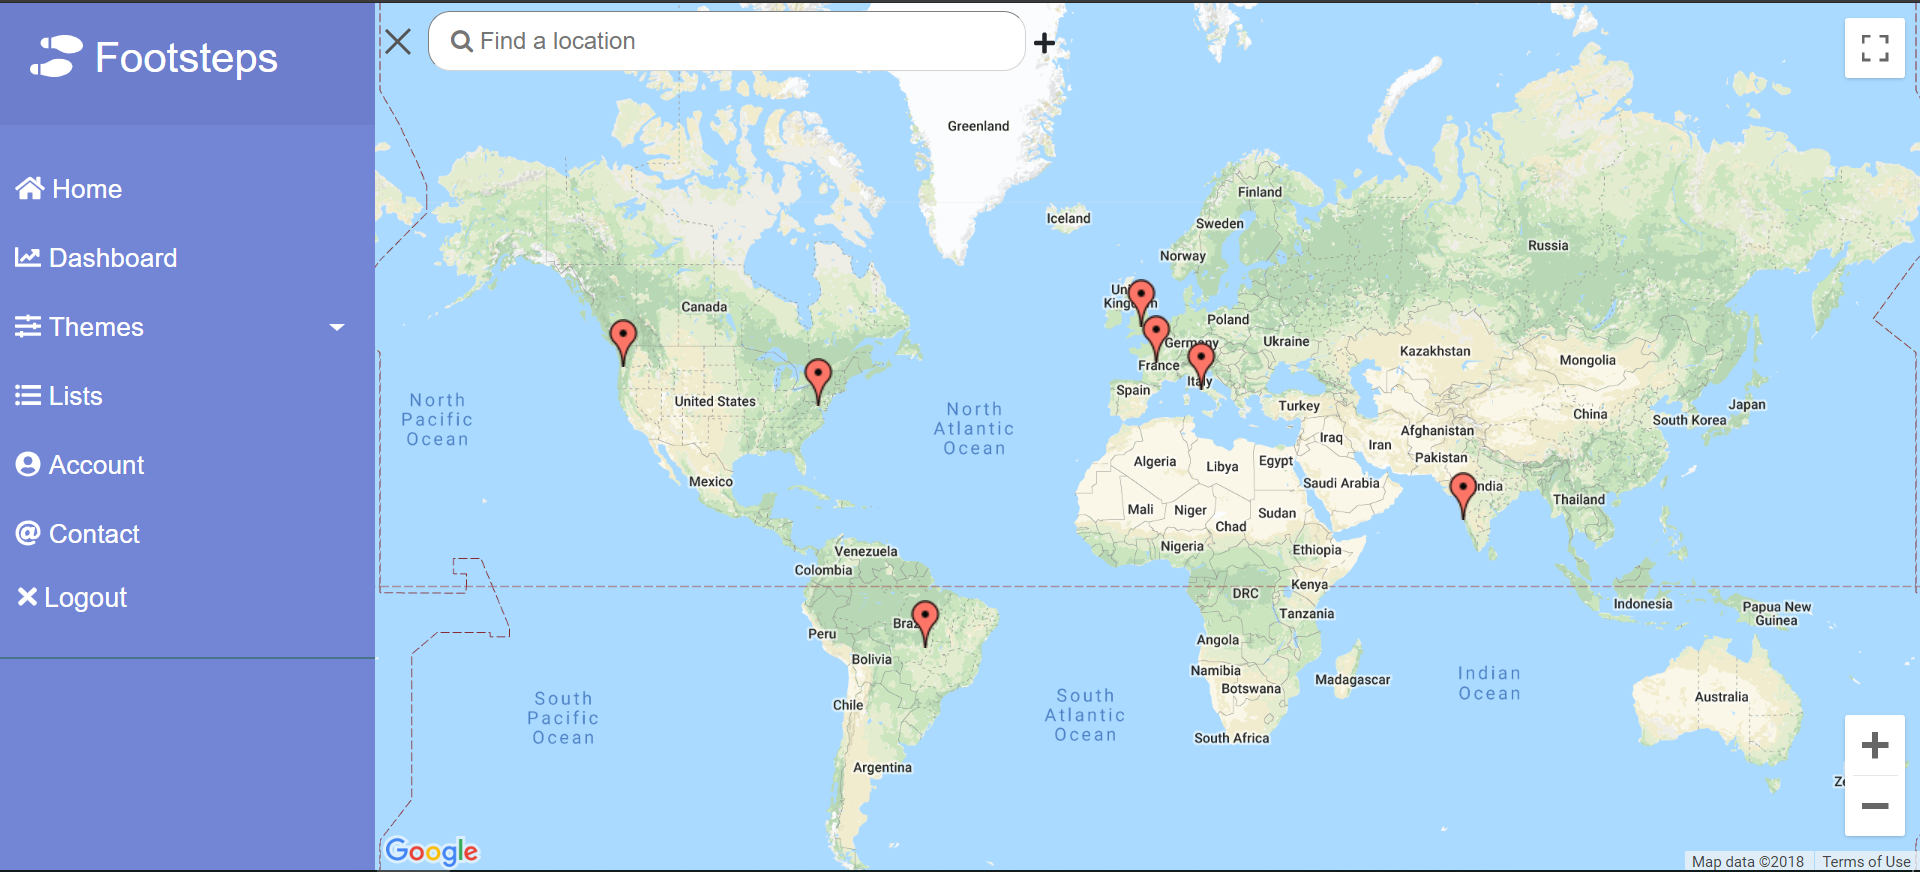 Footsteps
Home
Dashboard
Themes
Lists
Account
Contact
Logout
Find a location
Greenland
Iceland
Finland
Sweden
Norway
Russia
Canada
Poland
Germany
Ukraine
France
Italy
Spain
Turkey
Kazakhstan
Mongolia
United States
North
Pacific
Ocean
North
Atlantic
Ocean
China
Japan
South Korea
Afghanistan
Iraq
Iran
Pakistan
Algeria
Libya
Egypt
Saudi Arabia
Mexico
Thailand
Mali
Niger
Sudan
Chad
Nigeria
Ethiopia
Venezuela
Colombia
Kenya
DRC
Tanzania
Indonesia
Papua New
Guinea
Peru
Angola
Bolivia
Namibia
Botswana
Madagascar
Indian
Ocean
Australia
South
Pacific
Ocean
Chile
South
Atlantic
Ocean
South Africa
Argentina
Google
Map data ©2018
Terms of Use